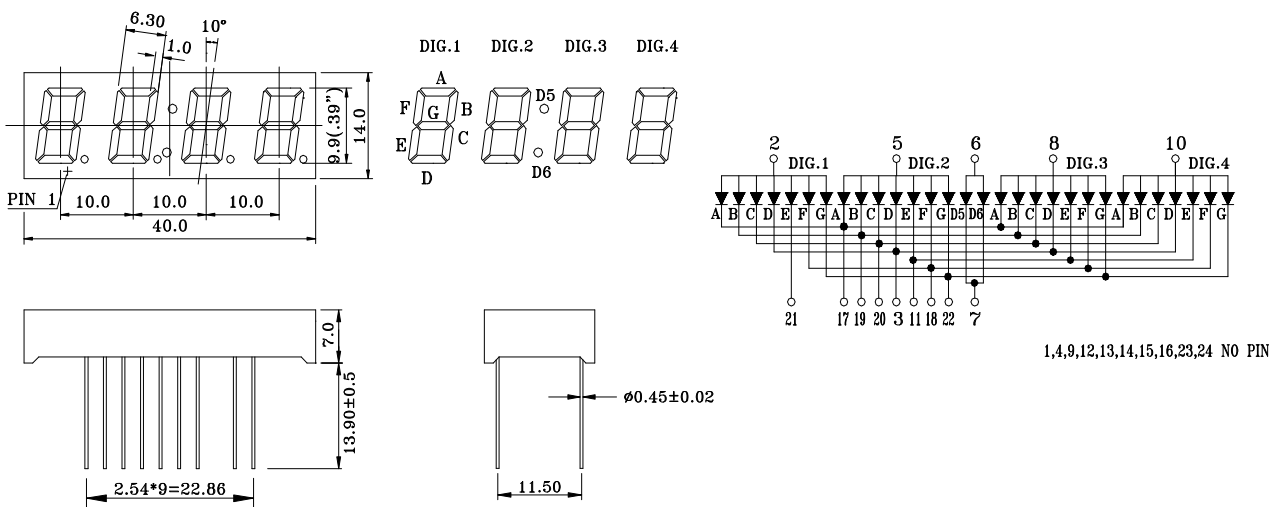 6.30
10°
1.0
9.9(.39")
14.0
PIN 1
10.0 10.0 10.0
40.0
DIG.1 DIG.2 DIG.3 DIG.4
A
F B
G
E C
D
D5
D6
2 5 6 8 10
DIG.1 DIG.2 DIG.3 DIG.4
A B C D E F G A B C D E F G D5 D6 A B C D E F G A B C D E F G
21 17 19 20 3 11 18 22 7
1,4,9,12,13,14,15,16,23,24 NO PIN
7.0
13.90±0.5
2.54*9=22.86
ø0.45±0.02
11.50